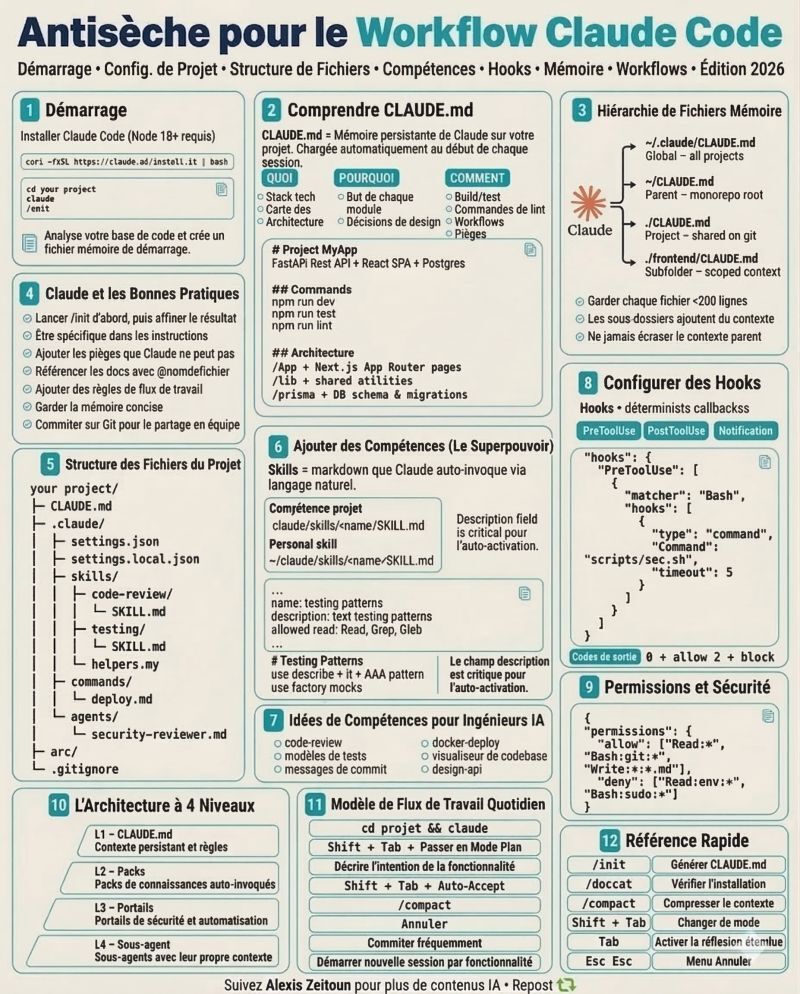 Antisèche pour le Workflow Claude Code
Démarrage • Config. de Projet • Structure de Fichiers • Compétences • Hooks • Mémoire • Workflows • Édition 2026
1 Démarrage
Installer Claude Code (Node 18+ requis)
cori -fxSL https://claude.ad/install.it | bash
cd your project
claude
/enit
Analyse votre base de code et crée un
fichier mémoire de démarrage.
2 Comprendre CLAUDE.md
CLAUDE.md = Mémoire persistante de Claude sur votre
projet. Chargée automatiquement au début de chaque
session.
QUOI
Stack tech
Carte des
Architecture
POURQUOI
But de chaque
module
Décisions de design
COMMENT
Build/test
Commandes de lint
Workflows
Pièges
# Project MyApp
FastAPi Rest API + React SPA + Postgres
## Commands
npm run dev
npm run test
npm run lint
## Architecture
/App + Next.js App Router pages
/lib + shared atilities
/prisma + DB schema & migrations
3 Hiérarchie de Fichiers Mémoire
Claude
~/.claude/CLAUDE.md
Global – all projects
~/CLAUDE.md
Parent – monorepo root
./CLAUDE.md
Project – shared on git
./frontend/CLAUDE.md
Subfolder – scoped context
Garder chaque fichier <200 lignes
Les sous-dossiers ajoutent du contexte
Ne jamais écraser le contexte parent
4 Claude et les Bonnes Pratiques
Lancer /init d'abord, puis affiner le résultat
Être spécifique dans les instructions
Ajouter les pièges que Claude ne peut pas
Référencer les docs avec @nomdefichier
Ajouter des règles de flux de travail
Garder la mémoire concise
Commiter sur Git pour le partage en équipe
5 Structure des Fichiers du Projet
your project/
├─ CLAUDE.md
├─ .claude/
│ ├─ settings.json
│ ├─ settings.local.json
│ ├─ skills/
│ │ ├─ code-review/
│ │ │ └─ SKILL.md
│ │ ├─ testing/
│ │ │ └─ SKILL.md
│ │ └─ helpers.my
│ ├─ commands/
│ │ └─ deploy.md
│ └─ agents/
│ └─ security-reviewer.md
├─ arc/
└─ .gitignore
6 Ajouter des Compétences (Le Superpouvoir)
Skills = markdown que Claude auto-invoque via
langage naturel.
Compétence projet
claude/skills/<name/SKILL.md
Personal skill
~/claude/skills/<name✓SKILL.md
Description field
is critical pour
l'auto-activation.
...
name: testing patterns
description: text testing patterns
allowed read: Read, Grep, Gleb
...
# Testing Patterns
use describe + it + AAA pattern
use factory mocks
Le champ description
est critique pour
l'auto-activation.
7 Idées de Compétences pour Ingénieurs IA
code-review
modèles de tests
messages de commit
docker-deploy
visualiseur de codebase
design-api
8 Configurer des Hooks
Hooks • déterminists callbackss
PreToolUse PostToolUse Notification
"hooks": {
"PreToolUse": [
{
"matcher": "Bash",
"hooks": [
{
"type": "command",
"Command":
"scripts/sec.sh",
"timeout": 5
}
]
}
]
}
Codes de sortie 0 + allow 2 + block
9 Permissions et Sécurité
{
"permissions": {
"allow": ["Read:*",
"Bash:git:*",
"Write:*:*.md"],
"deny": ["Read:env:*",
"Bash:sudo:*"]
}
10 L'Architecture à 4 Niveaux
L1 – CLAUDE.md
Contexte persistant et règles
L2 – Packs
Packs de connaissances auto-invoqués
L3 – Portails
Portails de sécurité et automatisation
L4 – Sous-agent
Sous-agents avec leur propre contexte
11 Modèle de Flux de Travail Quotidien
cd projet && claude
Shift + Tab + Passer en Mode Plan
Décrire l'intention de la fonctionnalité
Shift + Tab + Auto-Accept
/compact
Annuler
Commiter fréquemment
Démarrer nouvelle session par fonctionnalité
12 Référence Rapide
/init Générer CLAUDE.md
/doccat Vérifier l'installation
/compact Compresser le contexte
Shift + Tab Changer de mode
Tab Activer la réflesion étemlue
Esc Esc Menu Annuler
Suivez Alexis Zeitoun pour plus de contenus IA • Repost